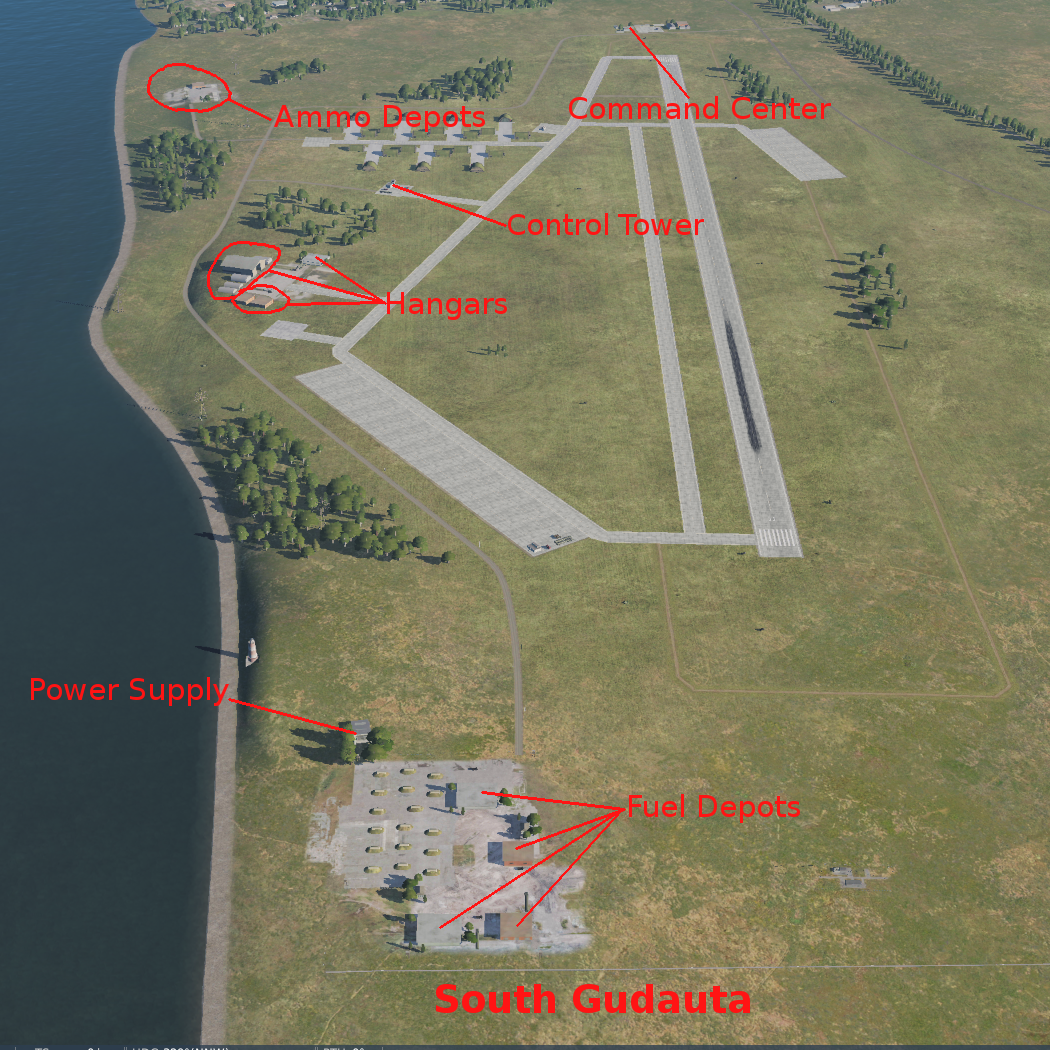 Command Center
Ammo Depots
Control Tower
Hangars
Power Supply
Fuel Depots
South Gudauta